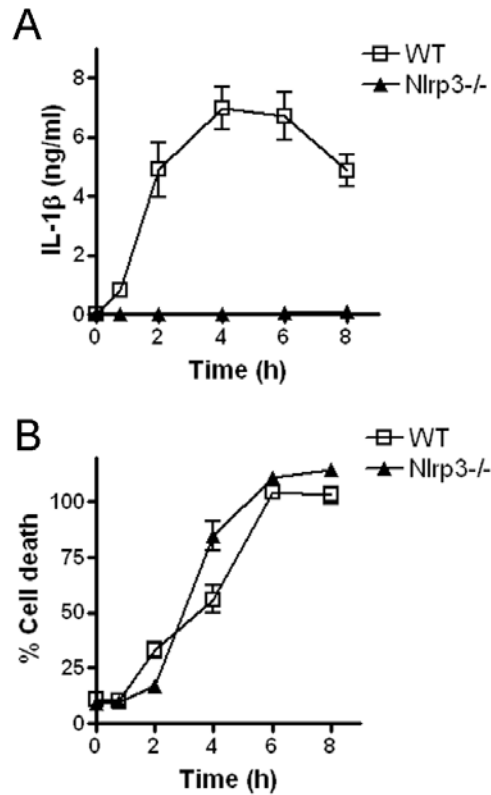 A
WT
Nlrp3-/-
IL-1β (ng/ml)
8
6
4
2
0
0 2 4 6 8
Time (h)
B
WT
Nlrp3-/-
% Cell death
100
75
50
25
0
0 2 4 6 8
Time (h)